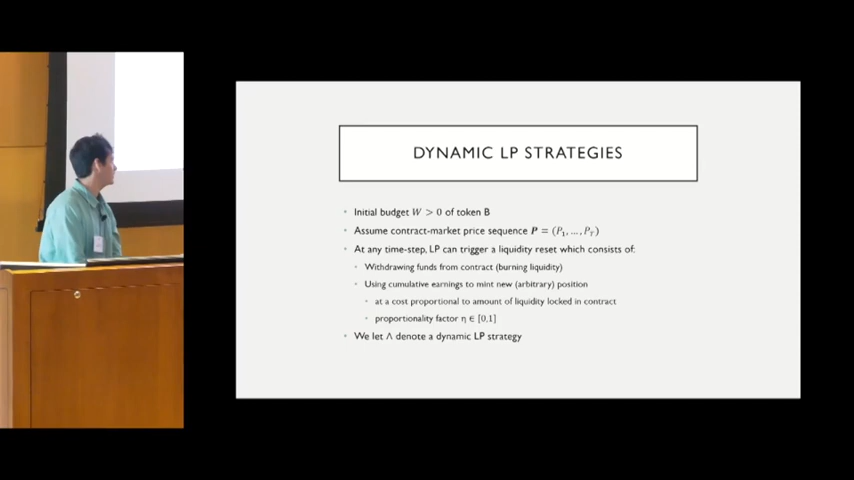 DYNAMIC LP STRATEGIES
Initial budget W > 0 of token B
Assume contract-market price sequence P = (P₁, …, P_T)
At any time-step, LP can trigger a liquidity reset which consists of:
Withdrawing funds from contract (burning liquidity)
Using cumulative earnings to mint new (arbitrary) position
at a cost proportional to amount of liquidity locked in contract
proportionality factor η ∈ [0,1]
We let Λ denote a dynamic LP strategy